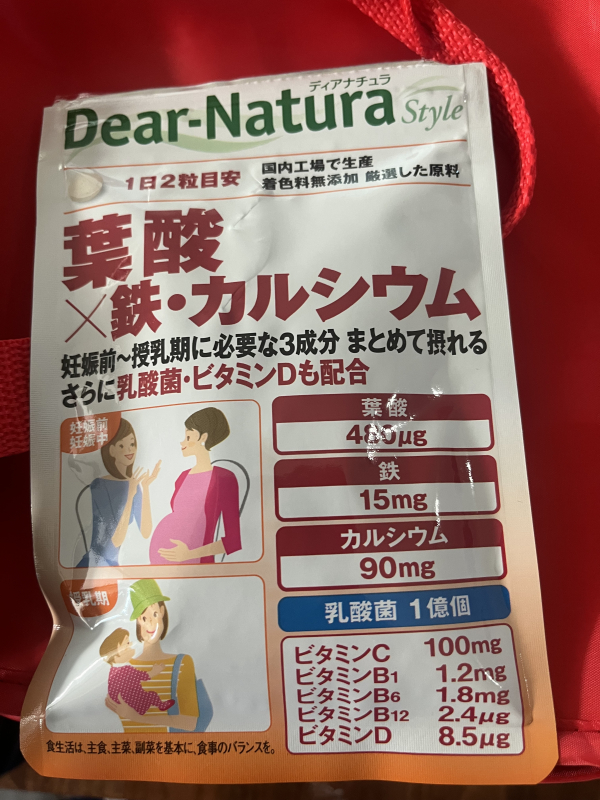 ディアナチュラ
Dear-Natura Style
1日2粒目安
国内工場で生産
着色料無添加 厳選した原料
葉酸
×鉄・カルシウム
妊娠前~授乳期に必要な3成分 まとめて摂れる
さらに乳酸菌・ビタミンDも配合
妊娠前
妊娠中
葉酸
480μg
鉄
15mg
カルシウム
90mg
乳酸菌 1億個
授乳期
ビタミンC 100mg
ビタミンB1 1.2mg
ビタミンB6 1.8mg
ビタミンB12 2.4μg
ビタミンD 8.5μg
食生活は、主食、主菜、副菜を基本に、食事のバランスを。